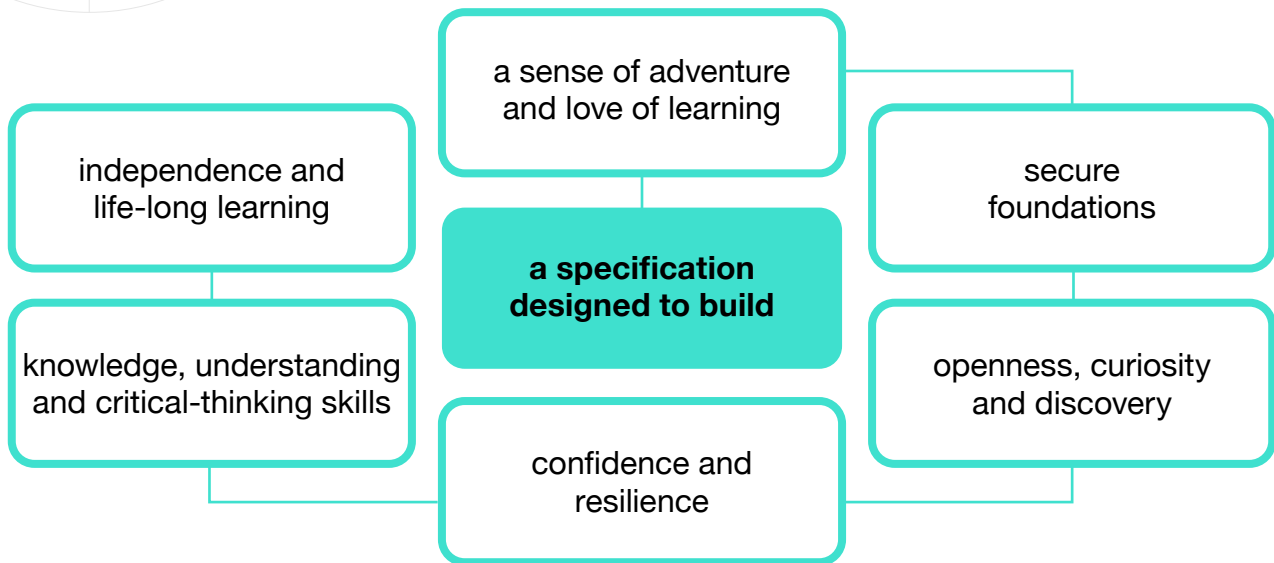 a sense of adventure
and love of learning
independence and
life-long learning
secure
foundations
a specification
designed to build
knowledge, understanding
and critical-thinking skills
openness, curiosity
and discovery
confidence and
resilience